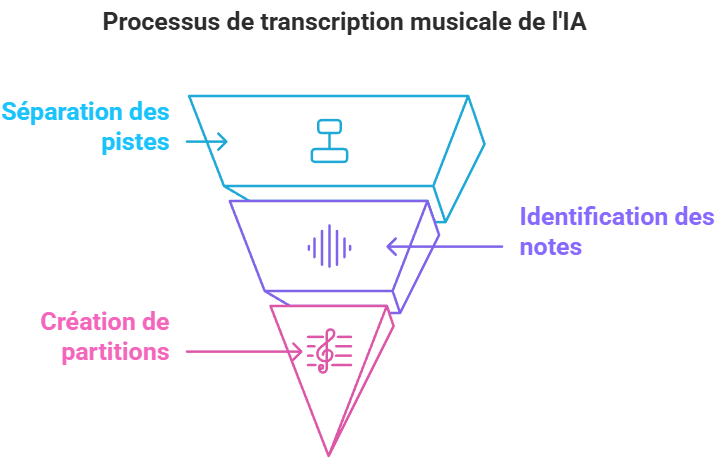 Processus de transcription musicale de l'IA
Séparation des
pistes
Identification des
notes
Création de
partitions